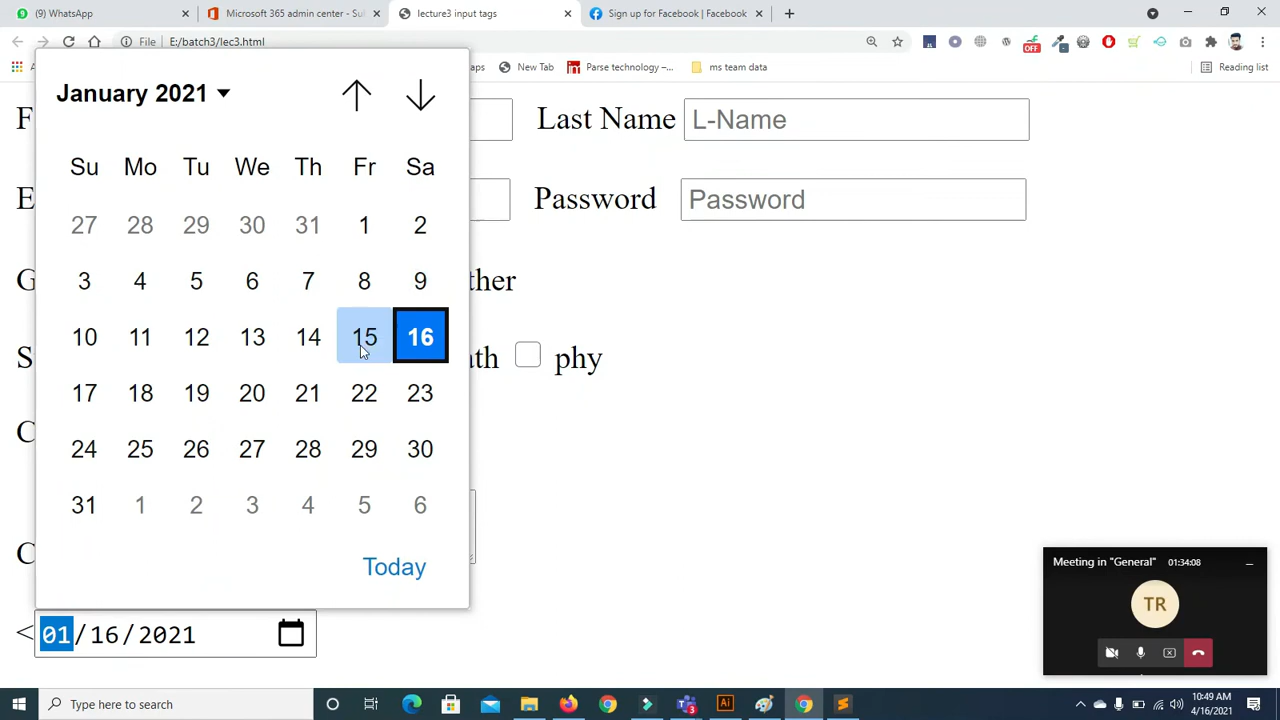 (9) WhatsApp
Microsoft 365 admin center - Su
lecture3 input tags
Sign up for Facebook | Facebook
File E:/batch3/lec3.html
OFF
aps
New Tab
Parse technology –...
ms team data
Reading list
January 2021
F
Last Name
L-Name
Su Mo Tu We Th Fr Sa
E
Password
Password
27 28 29 30 31 1 2
G
3 4 5 6 7 8 9
ther
10 11 12 13 14 15 16
S
ath
phy
17 18 19 20 21 22 23
C
24 25 26 27 28 29 30
31 1 2 3 4 5 6
C
Today
<
01/16/2021
Meeting in "General" 01:34:08
TR
Type here to search
3
Ai
10:49 AM
4/16/2021